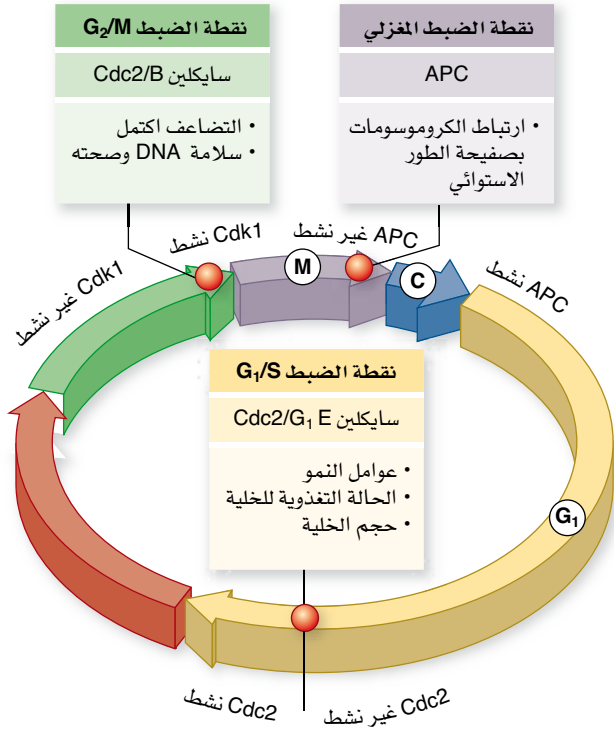 نقطة الضبط G₂/M
سايكلين Cdc2/B
• التضاعف اكتمل
• سلامة DNA وصحته
نقطة الضبط المغزلي
APC
• ارتباط الكروموسومات
بصفيحة الطور
الاستوائي
Cdk1 غير نشط
Cdk1 نشط
APC غير نشط
APC نشط
M
C
نقطة الضبط G₁/S
سايكلين Cdc2/G₁ E
• عوامل النمو
• الحالة التغذوية للخلية
• حجم الخلية
G₁
Cdc2 نشط
Cdc2 غير نشط